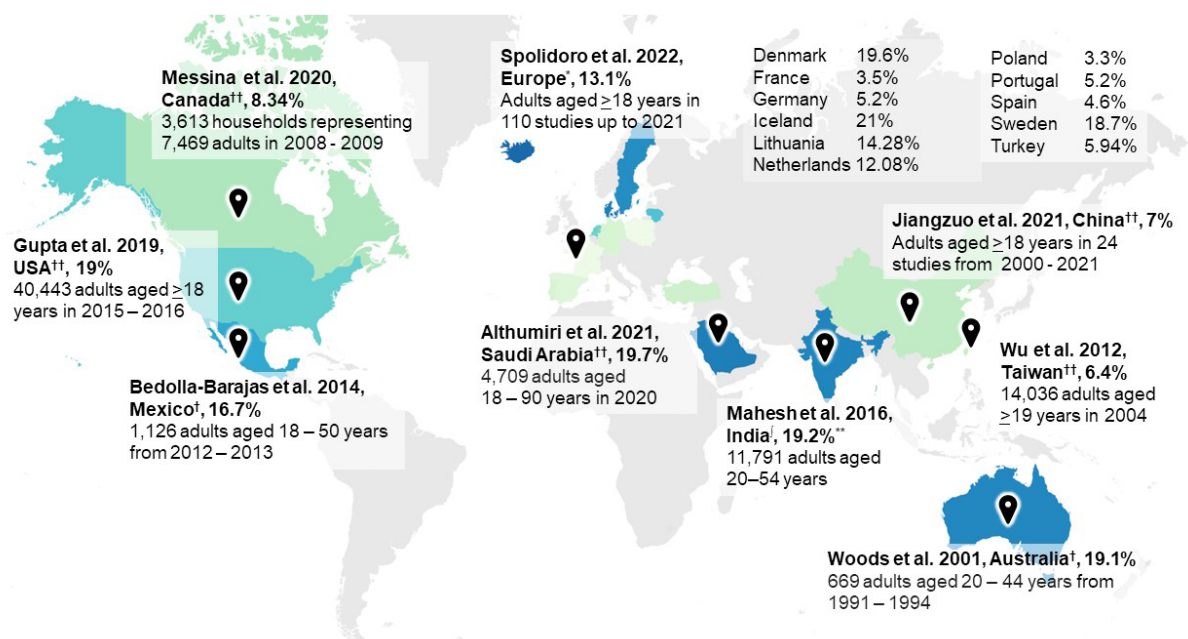 Messina et al. 2020,
Canada††, 8.34%
3,613 households representing
7,469 adults in 2008 - 2009
Spolidoro et al. 2022,
Europe*, 13.1%
Adults aged ≥18 years in
110 studies up to 2021
Denmark 19.6%
France 3.5%
Germany 5.2%
Iceland 21%
Lithuania 14.28%
Netherlands 12.08%
Poland 3.3%
Portugal 5.2%
Spain 4.6%
Sweden 18.7%
Turkey 5.94%
Jiangzuo et al. 2021, China††, 7%
Adults aged ≥18 years in 24
studies from 2000 - 2021
Gupta et al. 2019,
USA††, 19%
40,443 adults aged ≥18
years in 2015 – 2016
Althumiri et al. 2021,
Saudi Arabia††, 19.7%
4,709 adults aged
18 – 90 years in 2020
Wu et al. 2012,
Taiwan††, 6.4%
14,036 adults aged
≥19 years in 2004
Bedolla-Barajas et al. 2014,
Mexico†, 16.7%
1,126 adults aged 18 – 50 years
from 2012 – 2013
Mahesh et al. 2016,
India⌠, 19.2%**
11,791 adults aged
20–54 years
Woods et al. 2001, Australia†, 19.1%
669 adults aged 20 – 44 years from
1991 – 1994